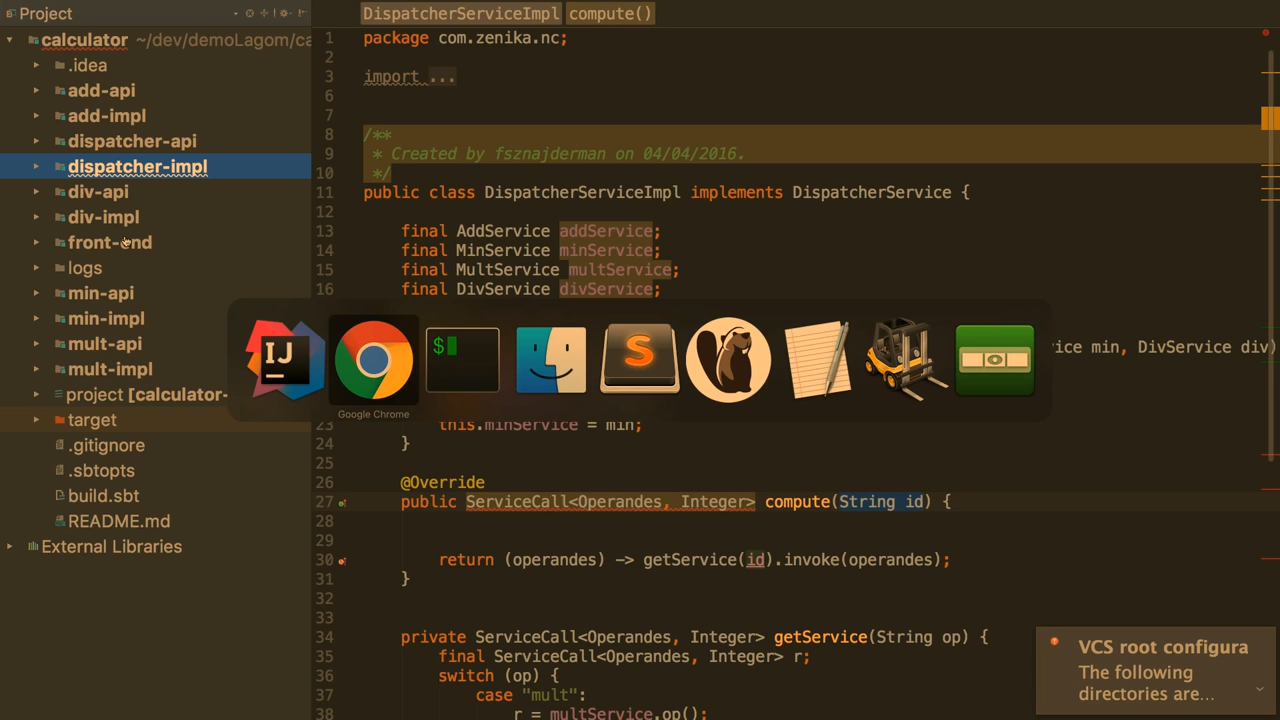 Project
calculator ~/dev/demoLagom/ca
.idea
add-api
add-impl
dispatcher-api
dispatcher-impl
div-api
div-impl
front-end
logs
min-api
min-impl
mult-api
mult-impl
project [calculator-
target
.gitignore
.sbtopts
build.sbt
README.md
External Libraries
DispatcherServiceImpl compute()
1 package com.zenika.nc;
2
3 import ...
6
7
8 /**
9 * Created by fsznajderman on 04/04/2016.
10 */
11 public class DispatcherServiceImpl implements DispatcherService {
12
13 final AddService addService;
14 final MinService minService;
15 final MultService multService;
16 final DivService divService;
ice min, DivService div)
IJ
$
S
Google Chrome
23 this.minService = min;
24 }
25
26 @Override
27 public ServiceCall<Operandes, Integer> compute(String id) {
28
29
30 return (operandes) -> getService(id).invoke(operandes);
31 }
32
33
34 private ServiceCall<Operandes, Integer> getService(String op) {
35 final ServiceCall<Operandes, Integer> r;
36 switch (op) {
37 case "mult":
38 r = multService.op();
VCS root configura
The following
directories are...